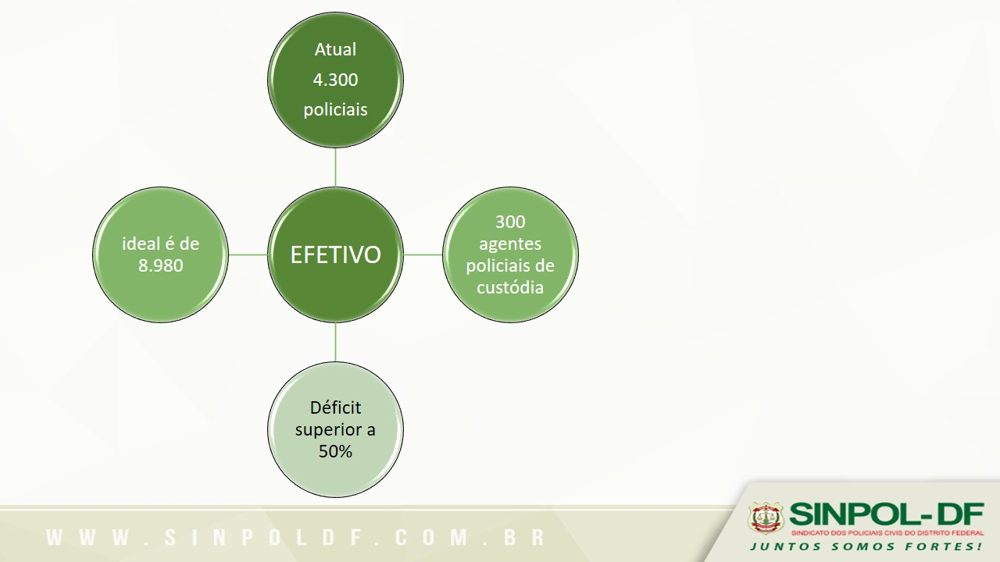 Atual
4.300
policiais
ideal é de
8.980
EFETIVO
300
agentes
policiais de
custódia
Déficit
superior a
50%
WWW.SINPOLDF.COM.BR
SINPOL-DF
SINDICATO DOS POLICIAIS CIVIS DO DISTRITO FEDERAL
JUNTOS SOMOS FORTES!